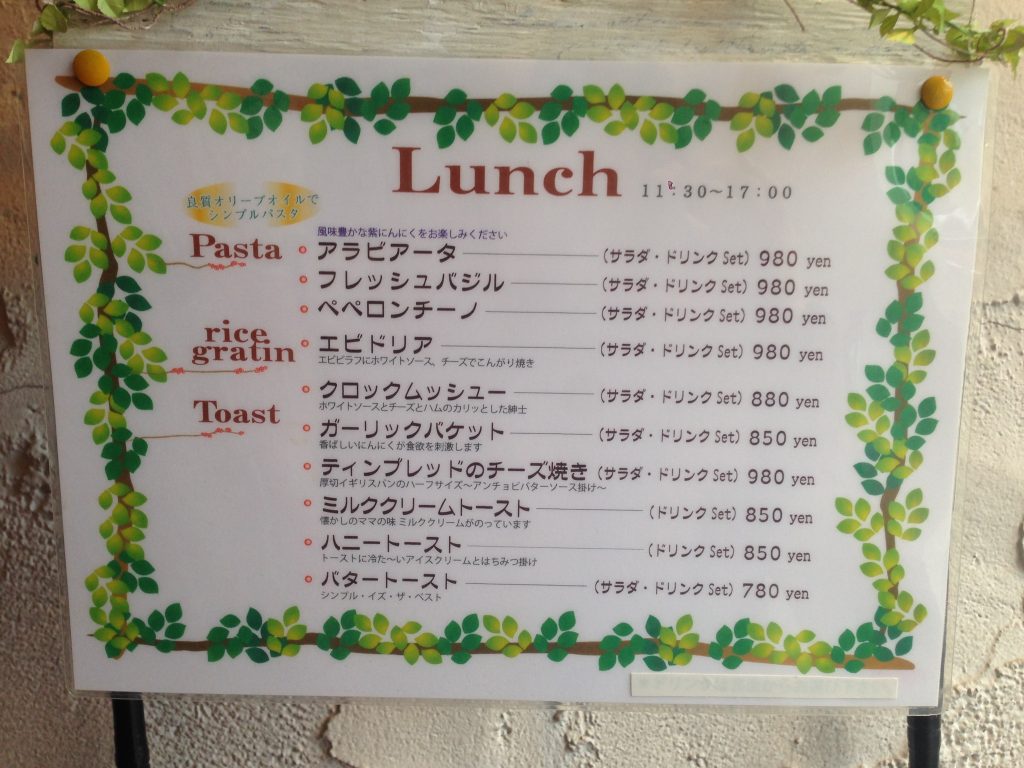 Lunch 11:30～17:00
良質オリーブオイルで
シンプルパスタ
Pasta
風味豊かな紫にんにくをお楽しみください
アラビアータ (サラダ・ドリンク Set) 980 yen
フレッシュバジル (サラダ・ドリンク Set) 980 yen
ペペロンチーノ (サラダ・ドリンク Set) 980 yen
rice
gratin
エビドリア (サラダ・ドリンク Set) 980 yen
エビピラフにホワイトソース、チーズでこんがり焼き
Toast
クロックムッシュー (サラダ・ドリンク Set) 880 yen
ホワイトソースとチーズとハムのカリッとした紳士
ガーリックバケット (サラダ・ドリンク Set) 850 yen
香ばしいにんにくが食欲を刺激します
ティンブレッドのチーズ焼き (サラダ・ドリンク Set) 980 yen
厚切イギリスパンのハーフサイズ～アンチョビバターソース掛け～
ミルククリームトースト (ドリンク Set) 850 yen
懐かしのママの味 ミルククリームがのっています
ハニートースト (ドリンク Set) 850 yen
トーストに冷た～いアイスクリームとはちみつ掛け
バタートースト (サラダ・ドリンク Set) 780 yen
シンプル・イズ・ザ・ベスト